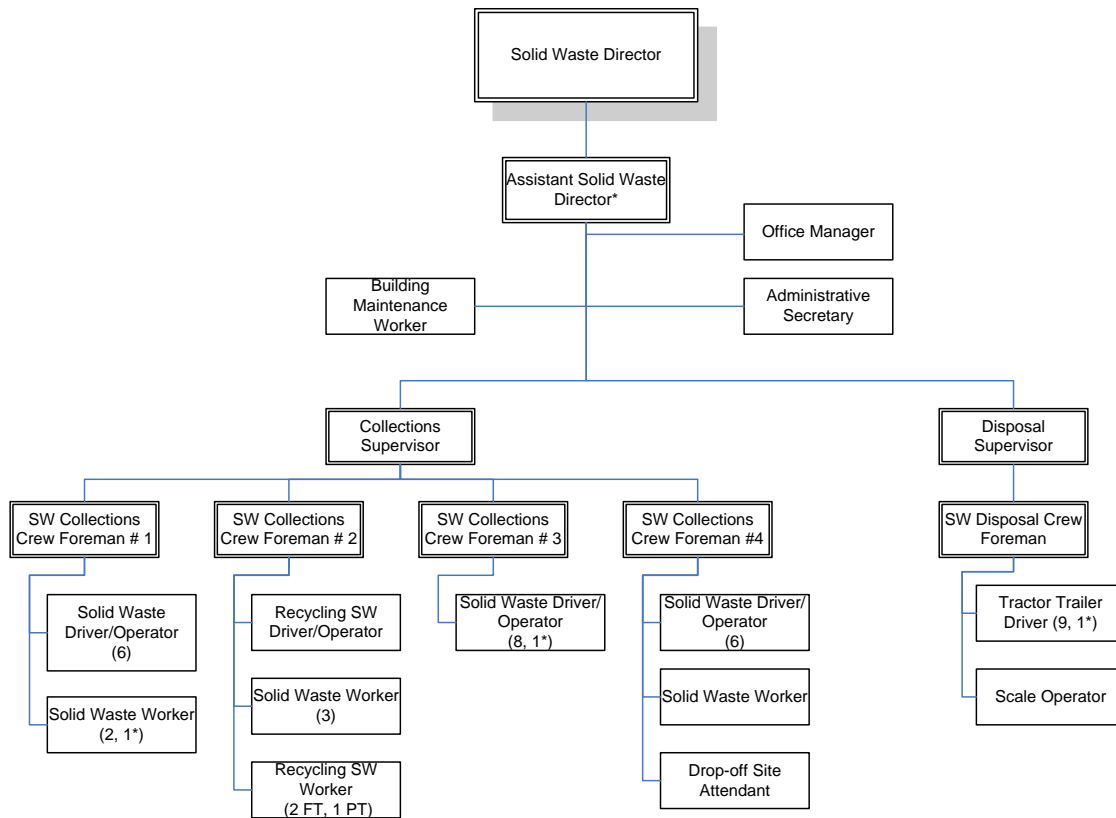 Solid Waste Director
Assistant Solid Waste
Director*
Office Manager
Building
Maintenance
Worker
Administrative
Secretary
Collections
Supervisor
Disposal
Supervisor
SW Collections
Crew Foreman # 1
SW Collections
Crew Foreman # 2
SW Collections
Crew Foreman # 3
SW Collections
Crew Foreman #4
SW Disposal Crew
Foreman
Solid Waste
Driver/Operator
(6)
Solid Waste Worker
(2, 1*)
Recycling SW
Driver/Operator
Solid Waste Worker
(3)
Recycling SW
Worker
(2 FT, 1 PT)
Solid Waste Driver/
Operator
(8, 1*)
Solid Waste Driver/
Operator
(6)
Solid Waste Worker
Drop-off Site
Attendant
Tractor Trailer
Driver (9, 1*)
Scale Operator